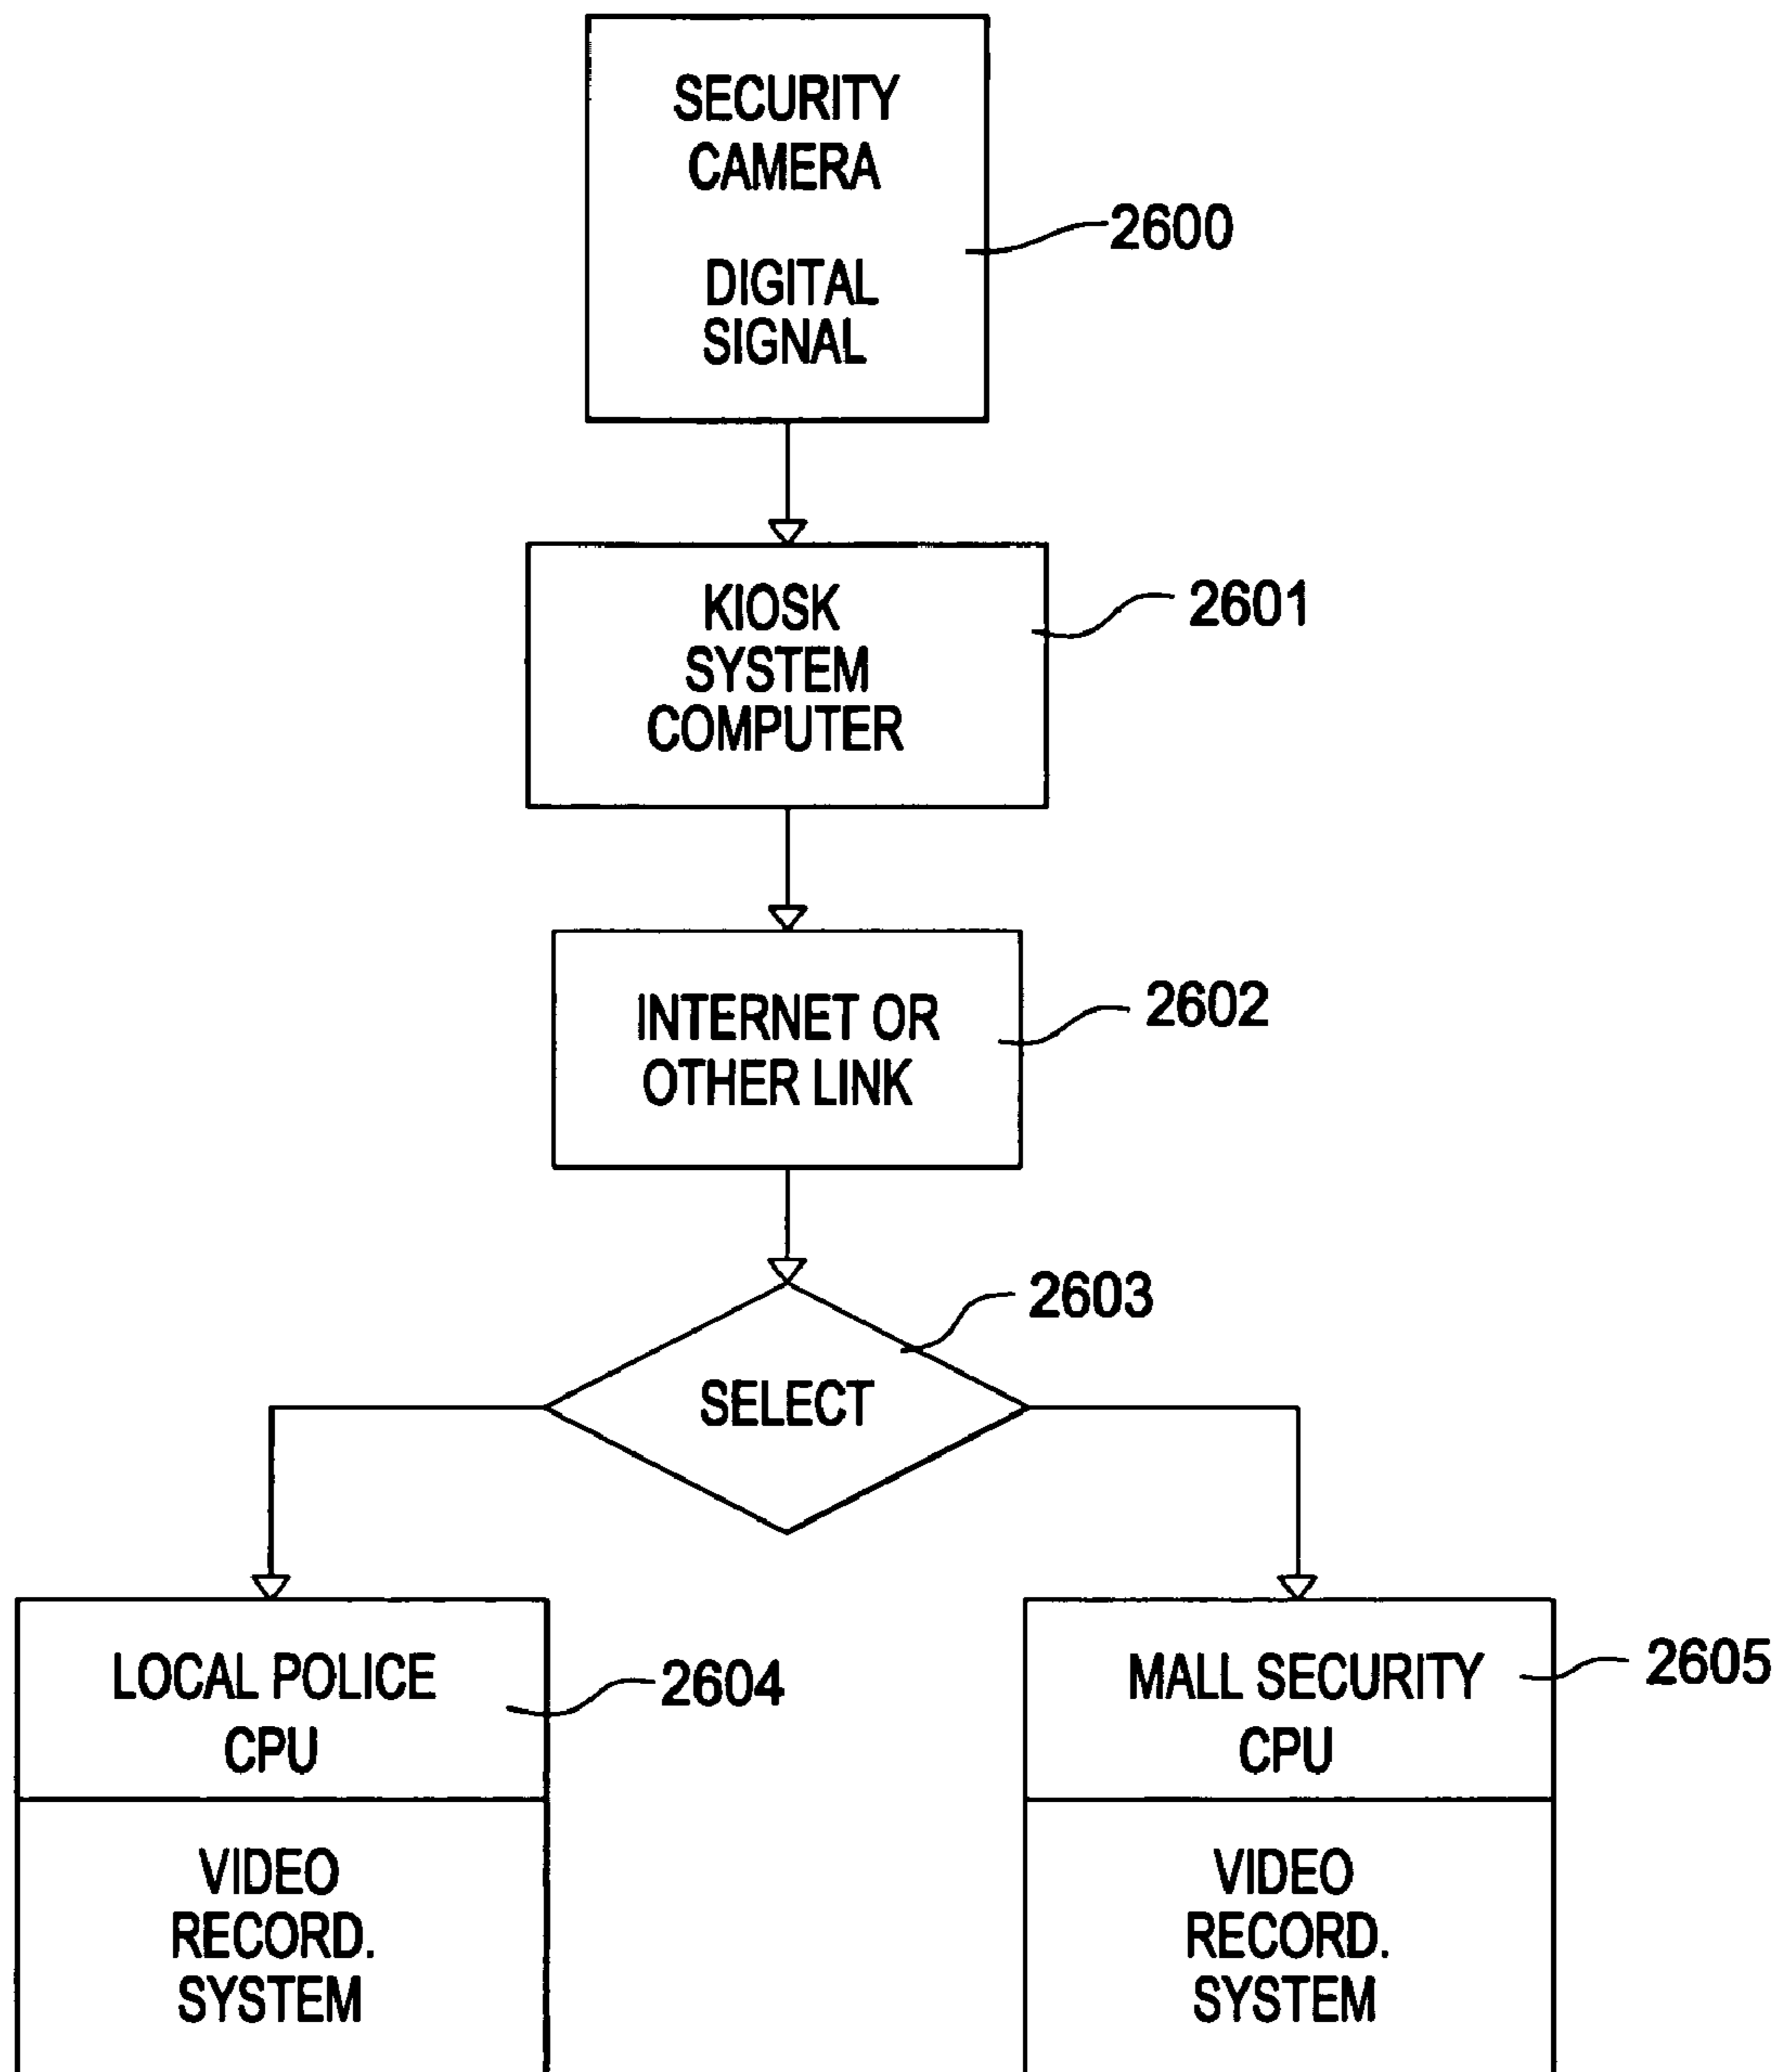 SECURITY
CAMERA
DIGITAL
SIGNAL
2600
KIOSK
SYSTEM
COMPUTER
2601
INTERNET OR
OTHER LINK
2602
SELECT
2603
LOCAL POLICE
CPU
2604
VIDEO
RECORD.
SYSTEM
MALL SECURITY
CPU
2605
VIDEO
RECORD.
SYSTEM